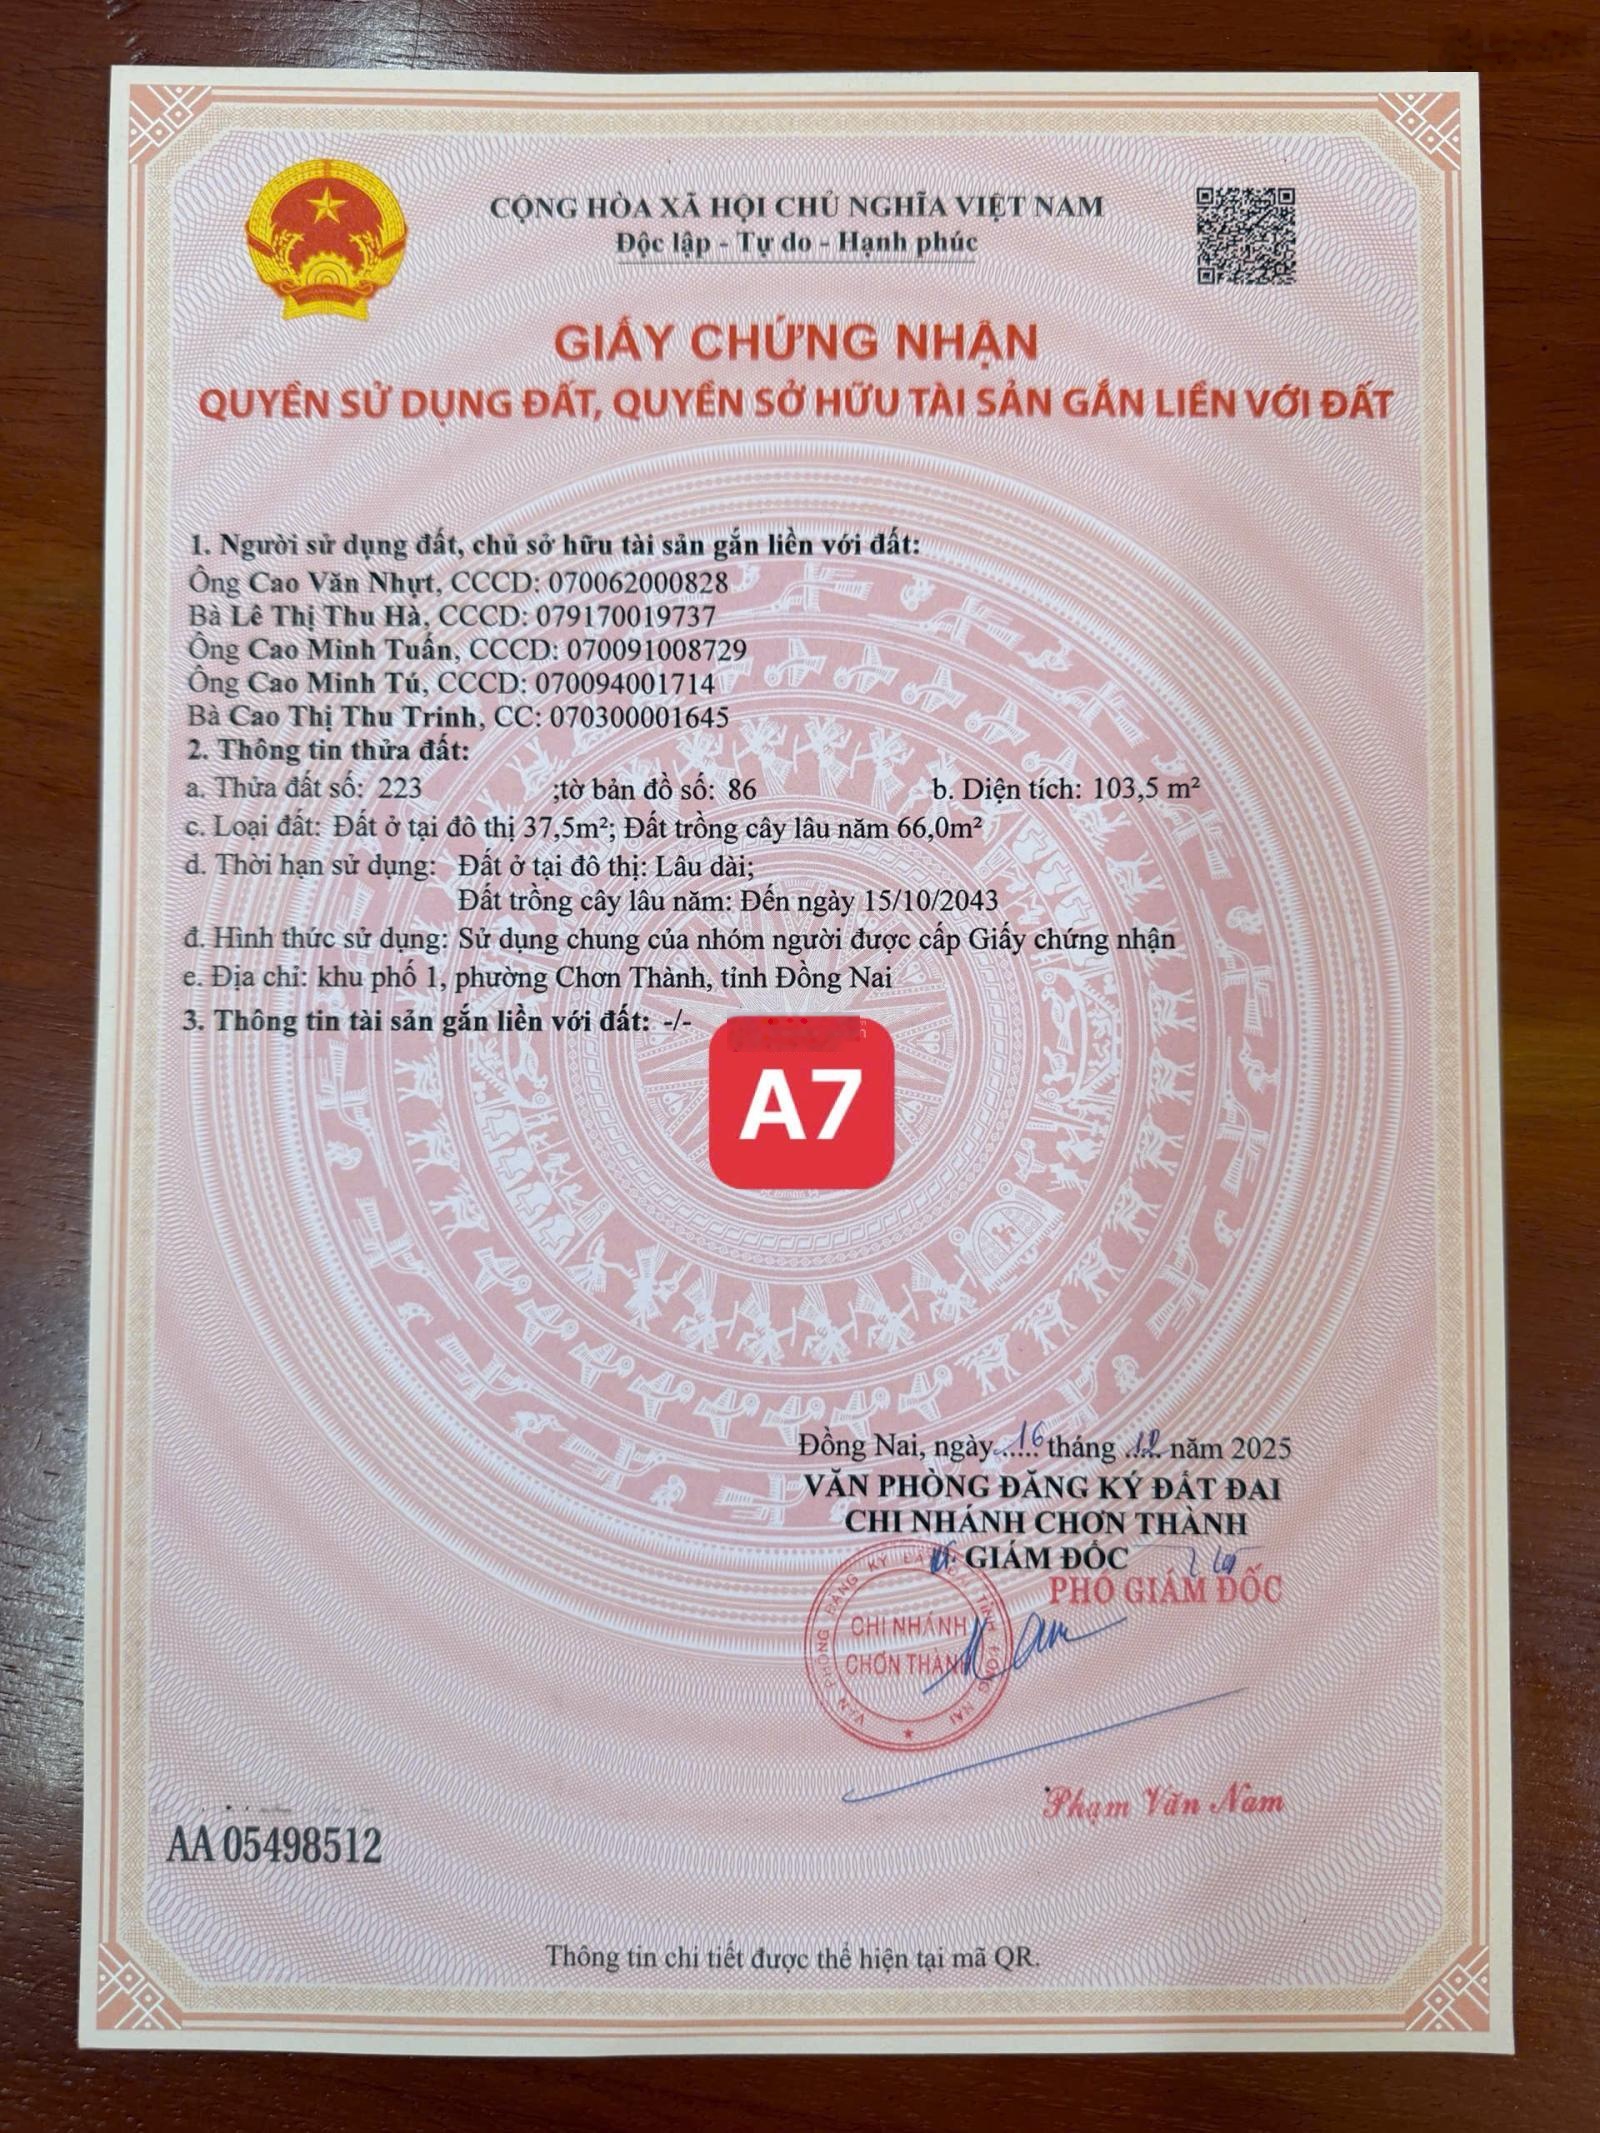 CỘNG HÒA XÃ HỘI CHỦ NGHĨA VIỆT NAM
Độc lập - Tự do - Hạnh phúc
GIẤY CHỨNG NHẬN
QUYỀN SỬ DỤNG ĐẤT, QUYỀN SỞ HỮU TÀI SẢN GẮN LIỀN VỚI ĐẤT
1. Người sử dụng đất, chủ sở hữu tài sản gắn liền với đất:
Ông Cao Văn Nhựt, CCCD: 070062000828
Bà Lê Thị Thu Hà, CCCD: 079170019737
Ông Cao Minh Tuấn, CCCD: 070091008729
Ông Cao Minh Tú, CCCD: 070094001714
Bà Cao Thị Thu Trinh, CC: 070300001645
2. Thông tin thửa đất:
a. Thửa đất số: 223 ;tờ bản đồ số: 86 b. Diện tích: 103,5 m²
c. Loại đất: Đất ở tại đô thị 37,5m²; Đất trồng cây lâu năm 66,0m²
d. Thời hạn sử dụng: Đất ở tại đô thị: Lâu dài;
Đất trồng cây lâu năm: Đến ngày 15/10/2043
đ. Hình thức sử dụng: Sử dụng chung của nhóm người được cấp Giấy chứng nhận
e. Địa chỉ: khu phố 1, phường Chơn Thành, tỉnh Đồng Nai
3. Thông tin tài sản gắn liền với đất: -/-
A7
Đồng Nai, ngày 16 tháng 12 năm 2025
VĂN PHÒNG ĐĂNG KÝ ĐẤT ĐAI
CHI NHÁNH CHƠN THÀNH
GIÁM ĐỐC
PHÓ GIÁM ĐỐC
VĂN PHÒNG ĐĂNG KÝ ĐẤT ĐAI TỈNH ĐỒNG NAI
CHI NHÁNH
CHƠN THÀNH
Phạm Văn Nam
AA 05498512
Thông tin chi tiết được thể hiện tại mã QR.